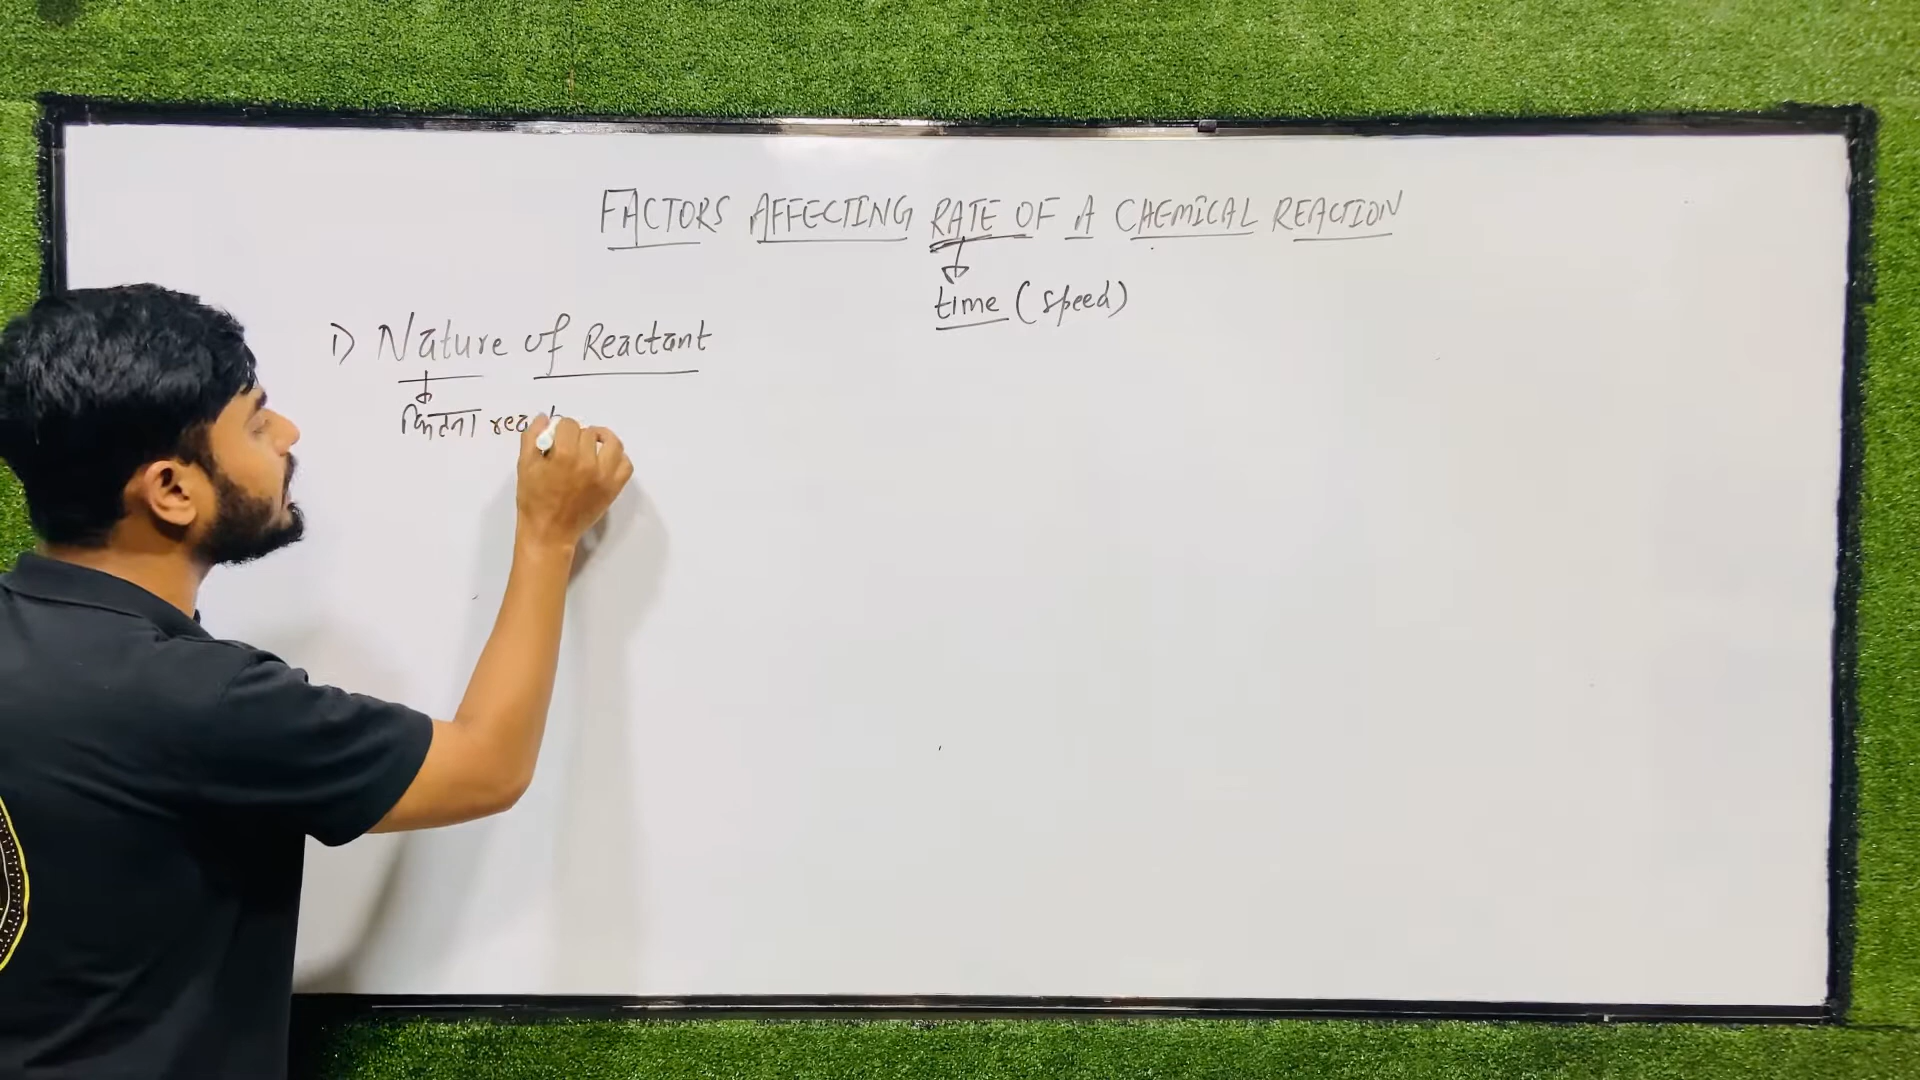 FACTORS AFFECTING RATE OF A CHEMICAL REACTION
time (speed)
1) Nature of Reactant
कितना